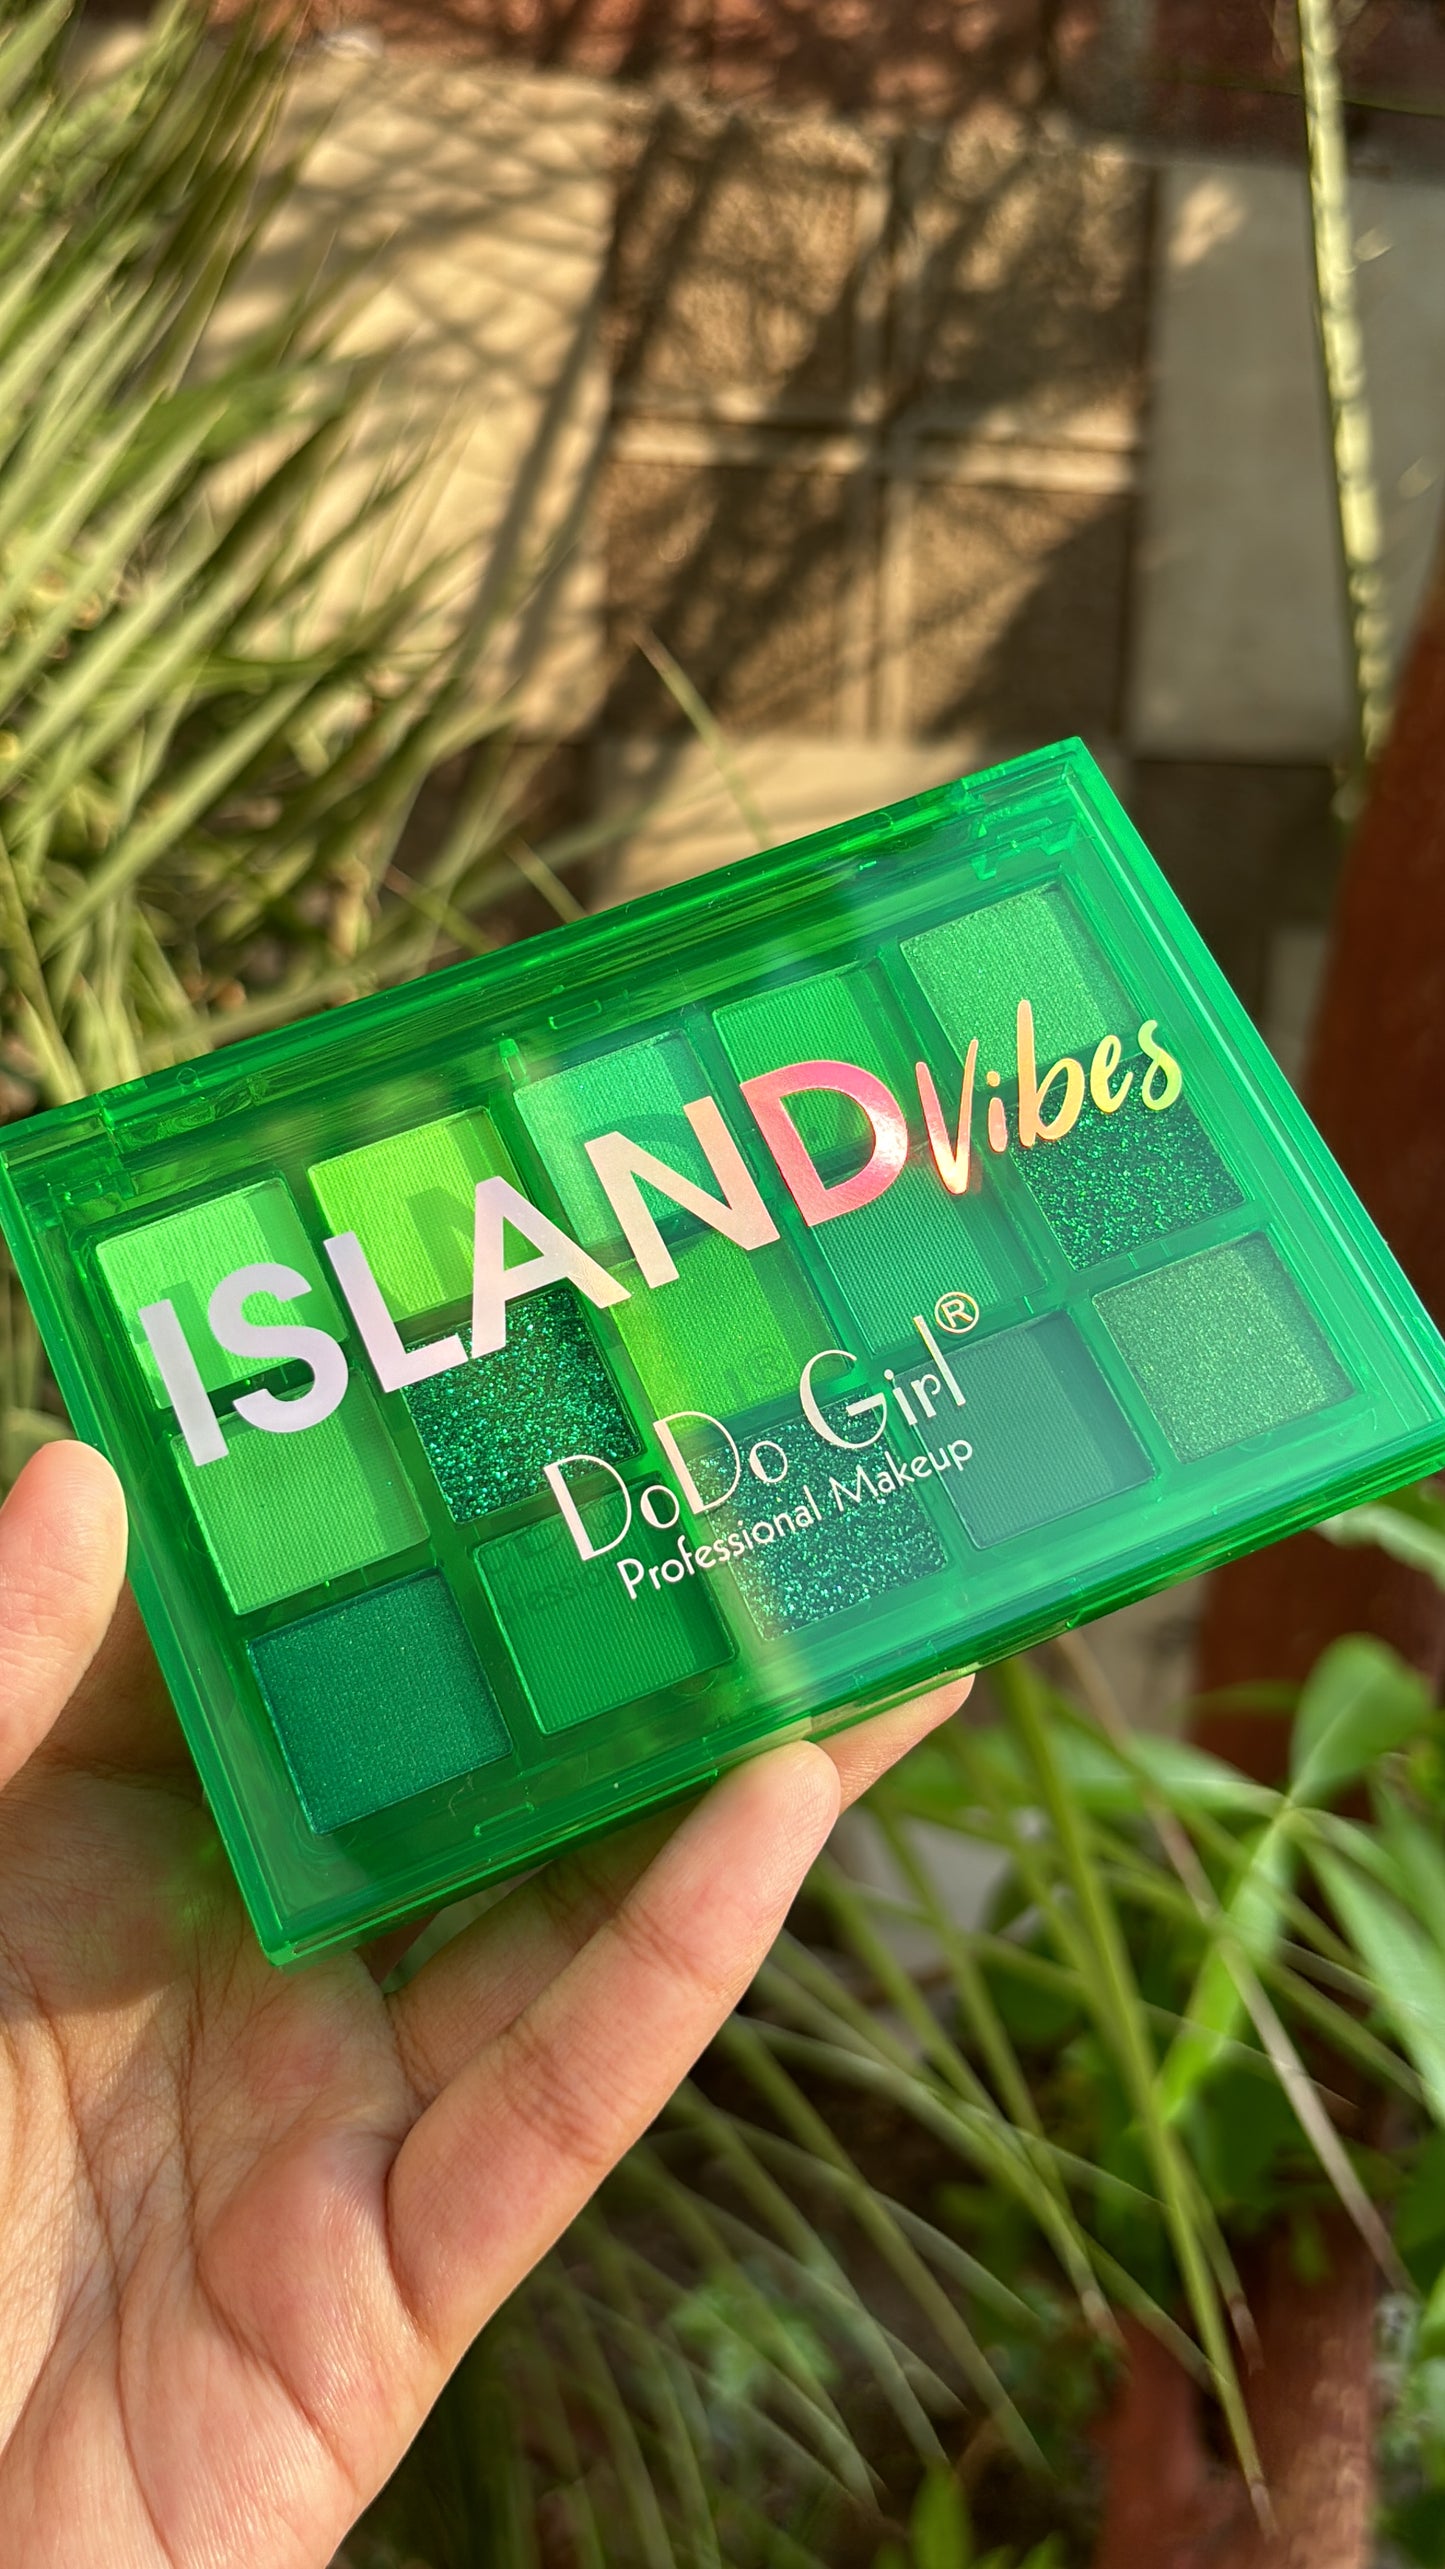 ISLAND Vibes
DoDo Girl®
Professional Makeup